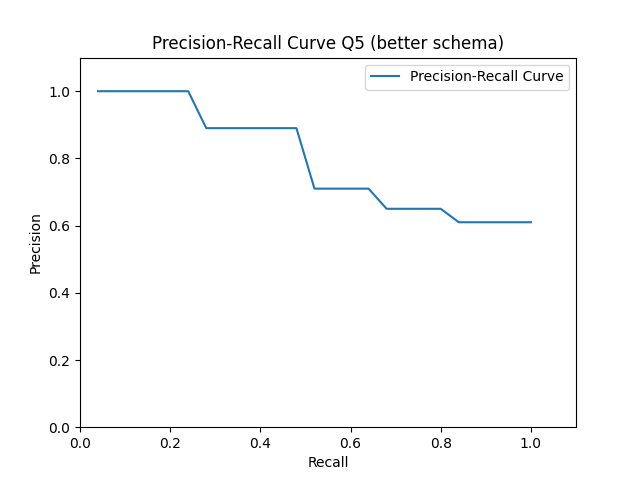 Precision-Recall Curve Q5 (better schema)
Precision-Recall Curve
1.0
0.8
0.6
0.4
0.2
0.0
Precision
0.0 0.2 0.4 0.6 0.8 1.0
Recall